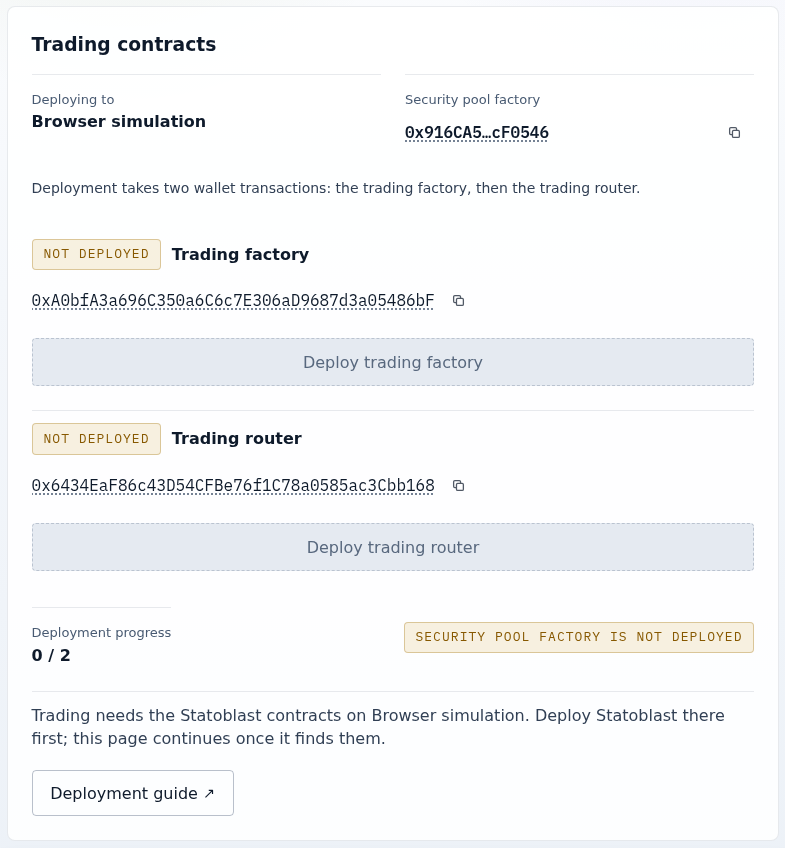 Trading contracts
Deploying to
Browser simulation
Security pool factory
0x916CA5…cF0546
Deployment takes two wallet transactions: the trading factory, then the trading router.
NOT DEPLOYED
Trading factory
0xA0bfA3a696C350a6C6c7E306aD9687d3a05486bF
Deploy trading factory
NOT DEPLOYED
Trading router
0x6434EaF86c43D54CFBe76f1C78a0585ac3Cbb168
Deploy trading router
Deployment progress
0 / 2
SECURITY POOL FACTORY IS NOT DEPLOYED
Trading needs the Statoblast contracts on Browser simulation. Deploy Statoblast there
first; this page continues once it finds them.
Deployment guide ↗